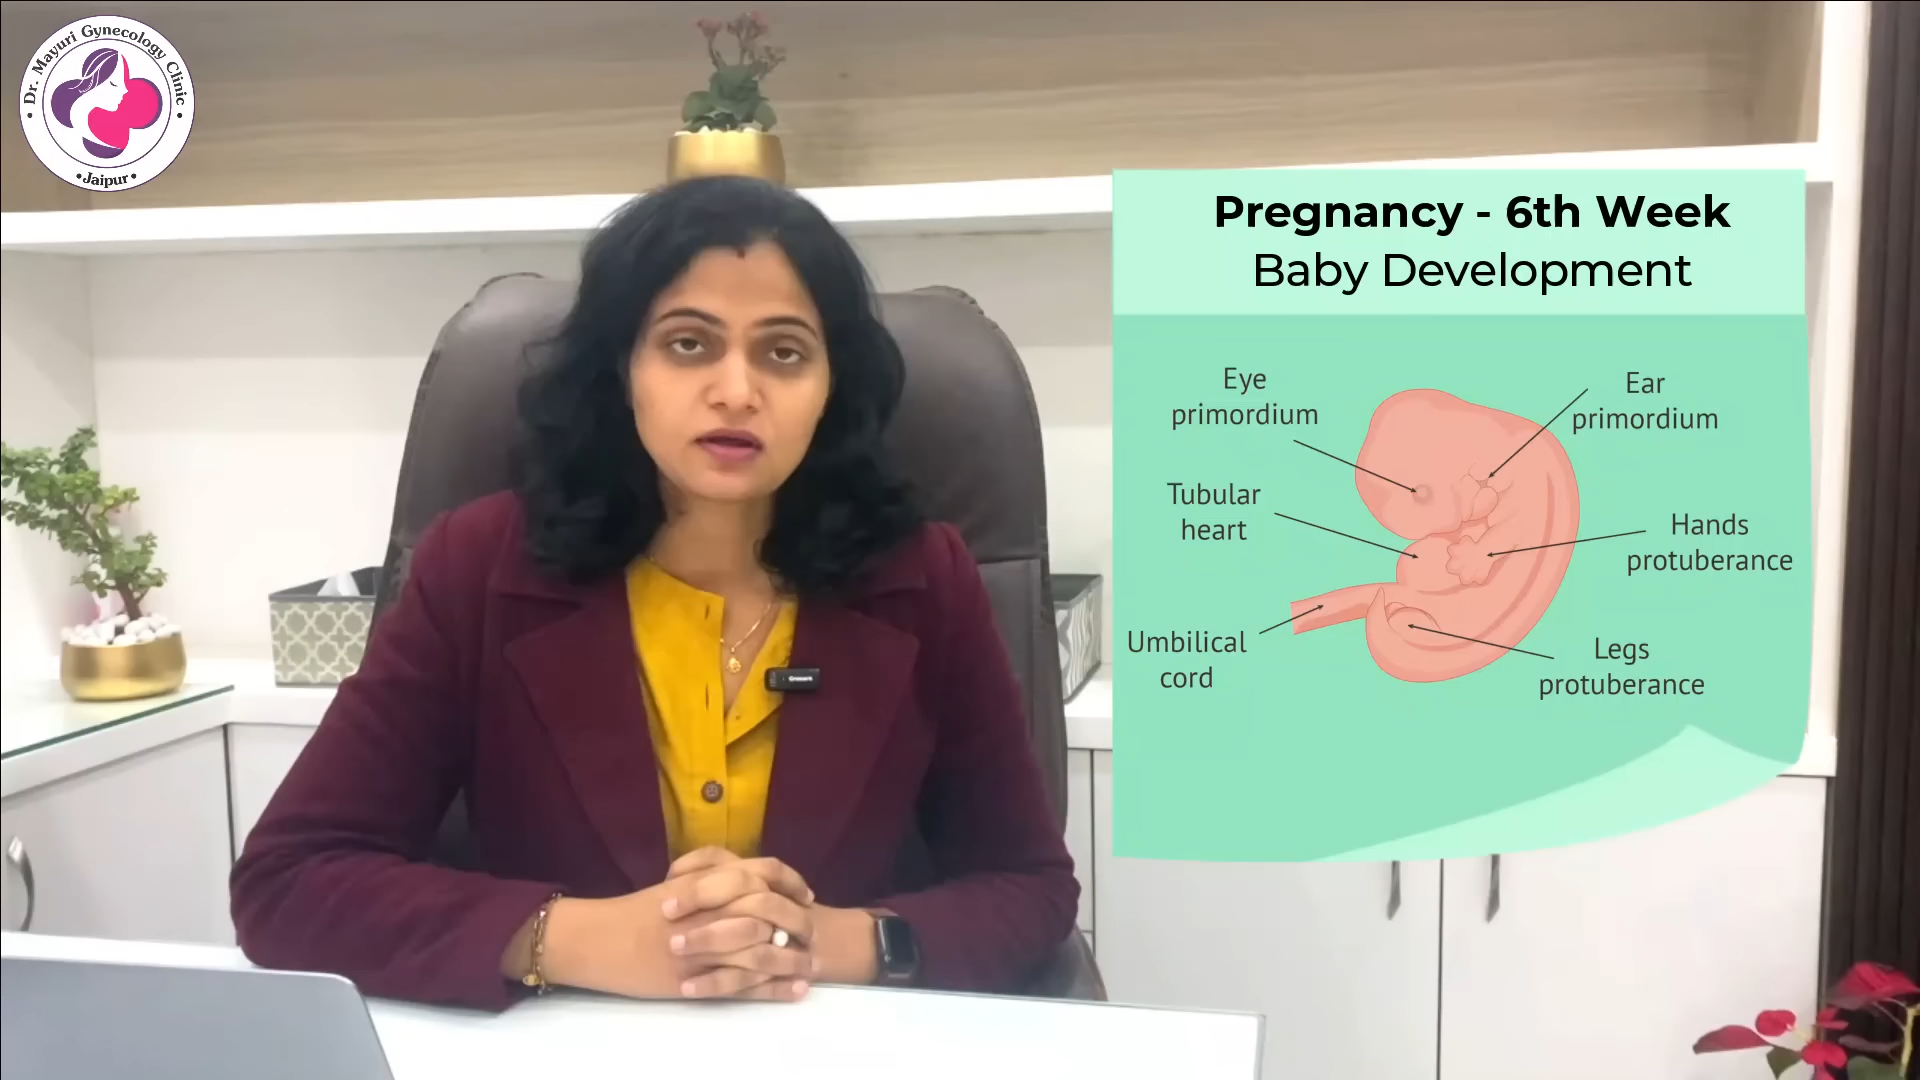 Dr. Mayuri Gynecology Clinic
Jaipur
Pregnancy - 6th Week
Baby Development
Eye
primordium
Ear
primordium
Tubular
heart
Hands
protuberance
Umbilical
cord
Legs
protuberance